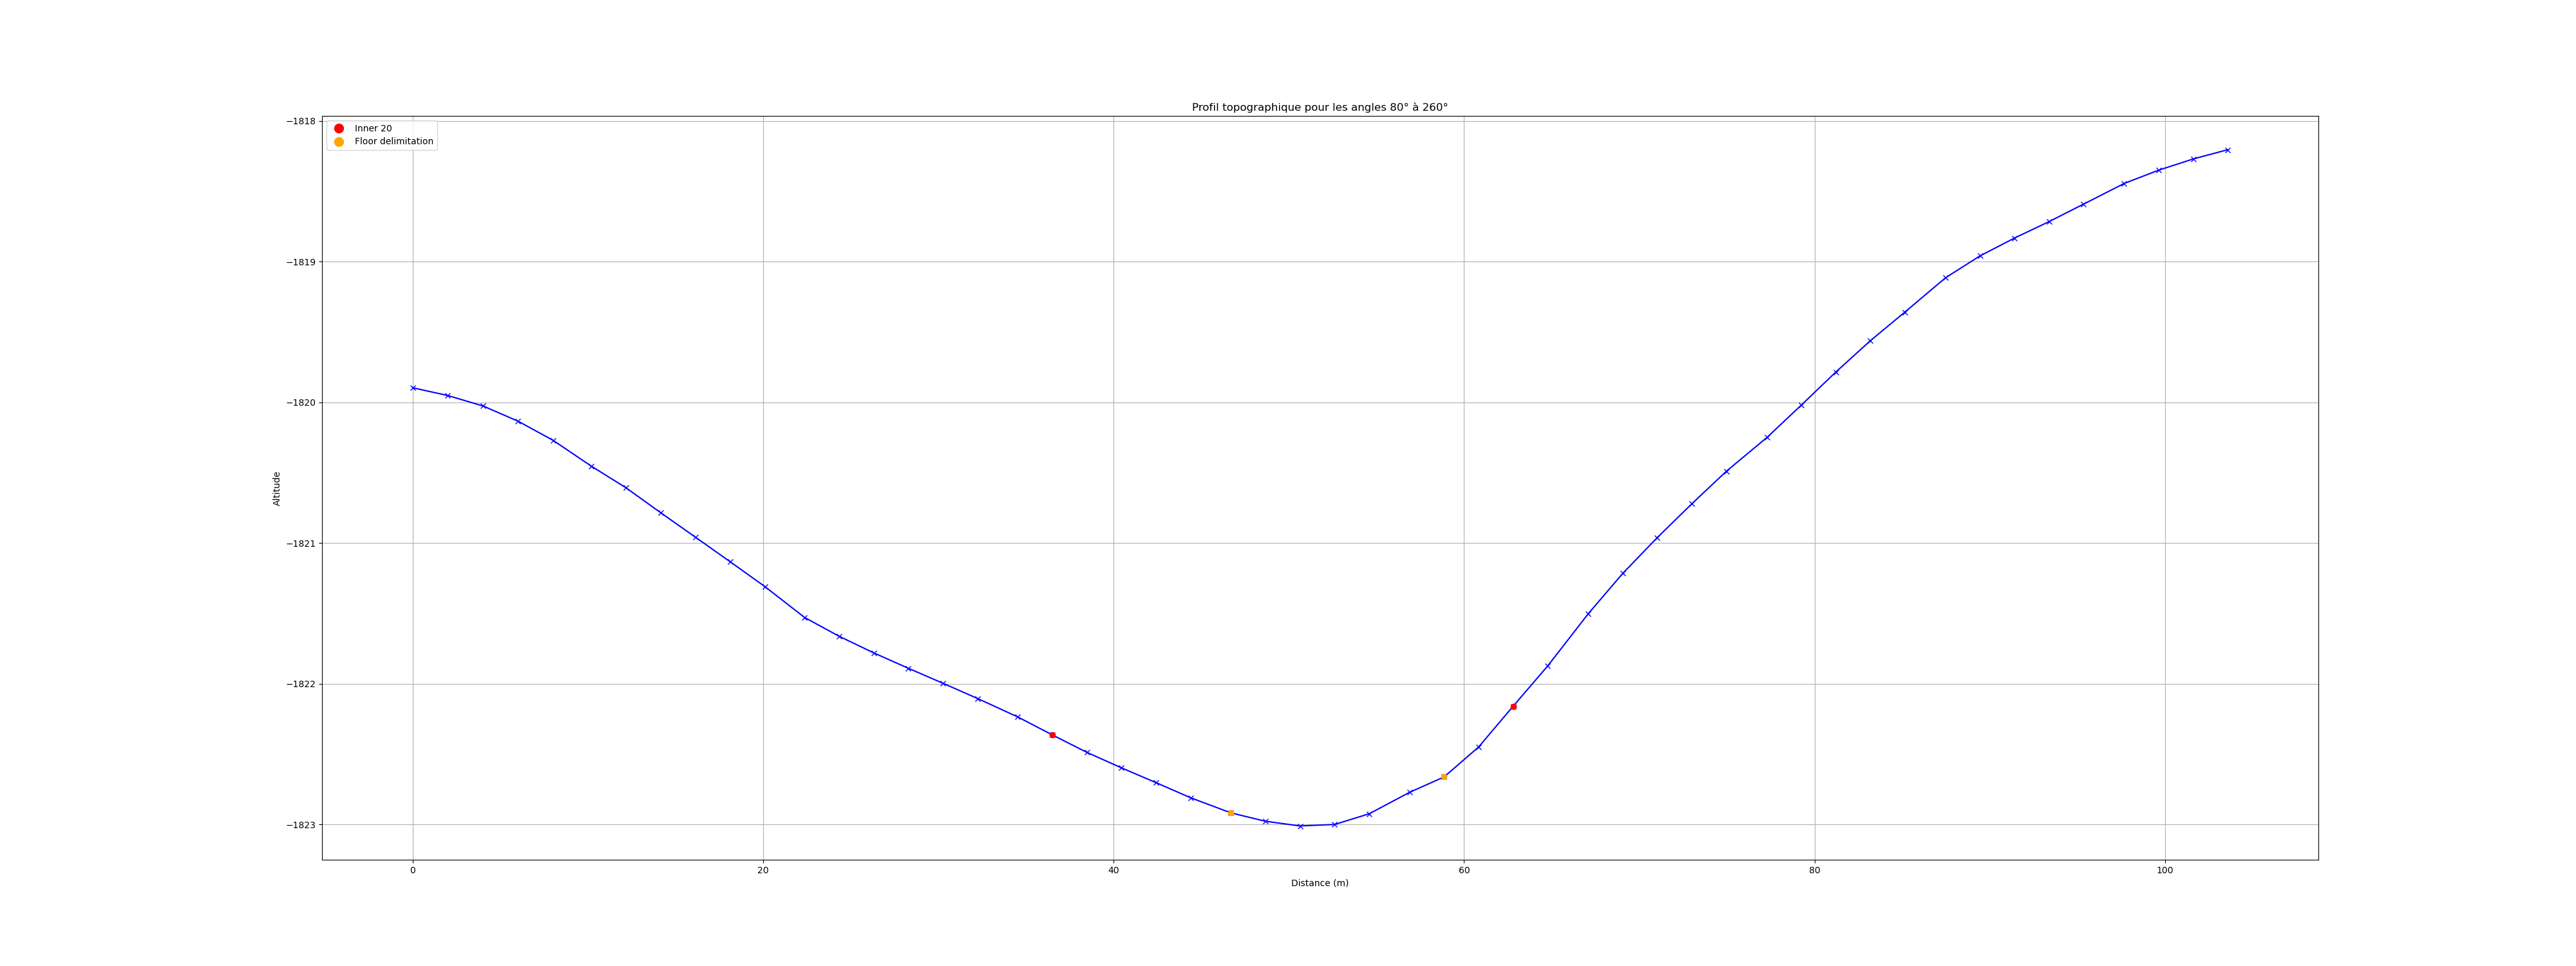 Profil topographique pour les angles 80° à 260°
Inner 20
Floor delimitation
−1818
−1819
−1820
−1821
−1822
−1823
Altitude
0 20 40 60 80 100
Distance (m)